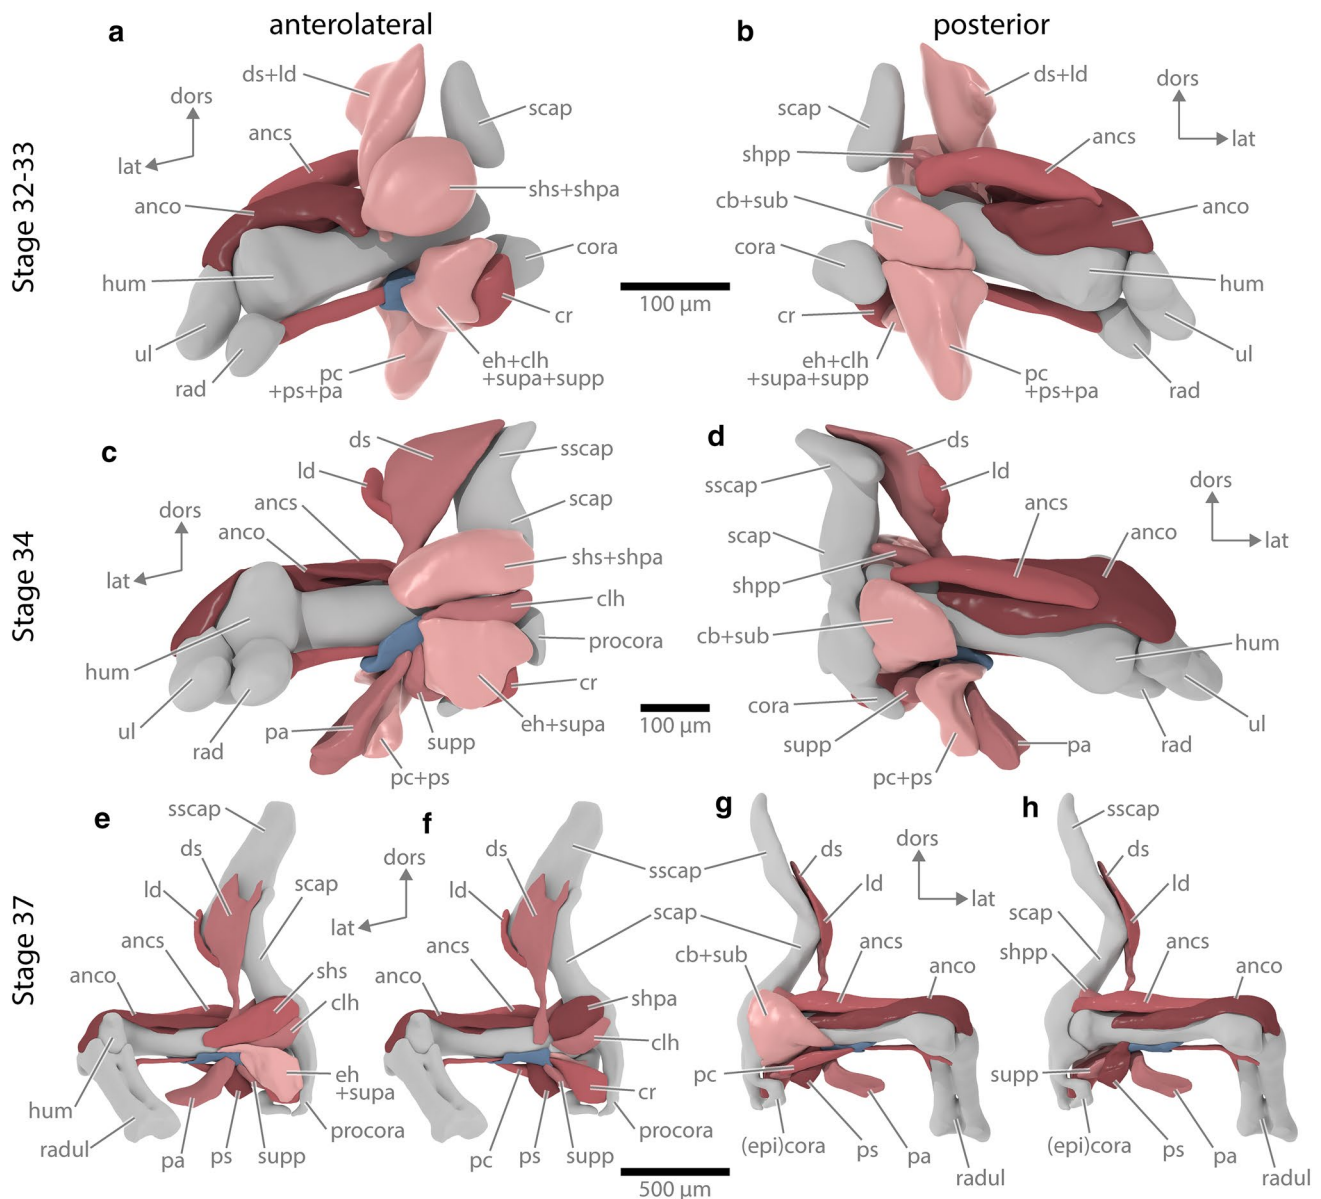 anterolateral
posterior
Stage 32-33
a
ds+ld
scap
dors
lat
ancs
anco
shs+shpa
cora
hum
cr
ul
rad
pc
+ps+pa
eh+clh
+supa+supp
100 µm
b
ds+ld
scap
dors
lat
shpp
ancs
cb+sub
anco
cora
hum
cr
ul
eh+clh
+supa+supp
pc
+ps+pa
rad
Stage 34
c
ds
sscap
ld
scap
ancs
dors
anco
lat
shs+shpa
clh
procora
hum
cr
ul
rad
pa
supp
eh+supa
pc+ps
100 µm
d
ds
ld
sscap
ancs
dors
lat
scap
anco
shpp
cb+sub
hum
cora
ul
supp
pa
rad
pc+ps
Stage 37
e
sscap
ds
ld
scap
dors
lat
ancs
anco
shs
clh
eh
+supa
hum
radul
pa
ps
supp
procora
f
ds
sscap
ld
scap
ancs
anco
shpa
clh
cr
pc
ps
supp
procora
500 µm
g
ds
dors
lat
ld
cb+sub
ancs
anco
pc
(epi)cora
ps
pa
radul
h
sscap
ds
ld
scap
shpp
ancs
anco
supp
(epi)cora
ps
pa
radul